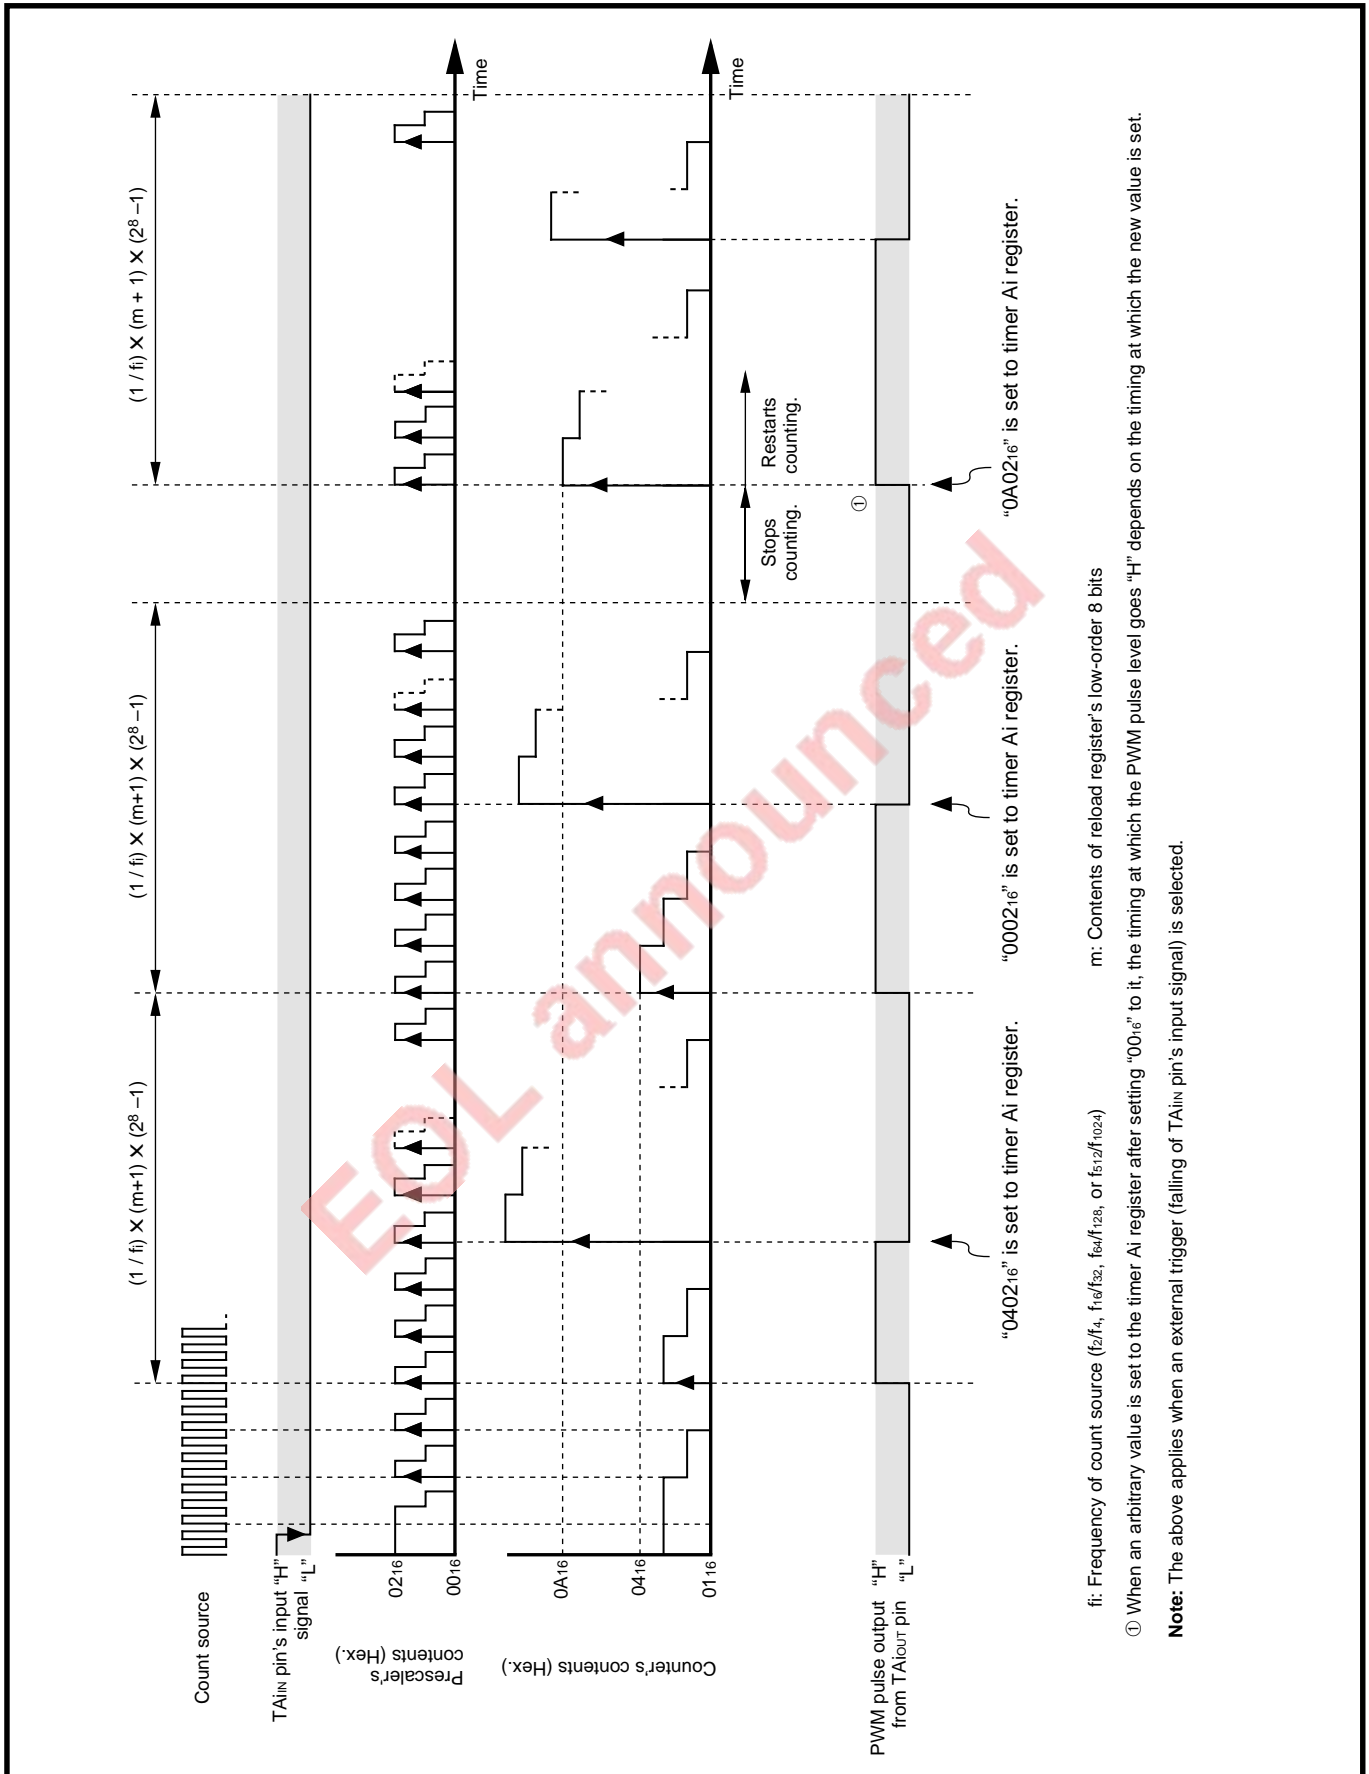 (1 / fi) × (m+1) × (2⁸ –1)
(1 / fi) × (m+1) × (2⁸ –1)
(1 / fi) × (m + 1) × (2⁸ –1)
Count source
TAiIN pin's input "H"
signal "L"
Prescaler's
contents (Hex.)
02₁₆
00₁₆
Time
Counter's contents (Hex.)
0A₁₆
04₁₆
01₁₆
Time
Stops
counting.
Restarts
counting.
①
PWM pulse output "H"
from TAiOUT pin "L"
"0402₁₆" is set to timer Ai register.
"0002₁₆" is set to timer Ai register.
"0A02₁₆" is set to timer Ai register.
fi: Frequency of count source (f₂/f₄, f₁₆/f₃₂, f₆₄/f₁₂₈, or f₅₁₂/f₁₀₂₄)
m: Contents of reload register's low-order 8 bits
① When an arbitrary value is set to the timer Ai register after setting "00₁₆" to it, the timing at which the PWM pulse level goes "H" depends on the timing at which the new value is set.
Note: The above applies when an external trigger (falling of TAiIN pin's input signal) is selected.
EOL announced